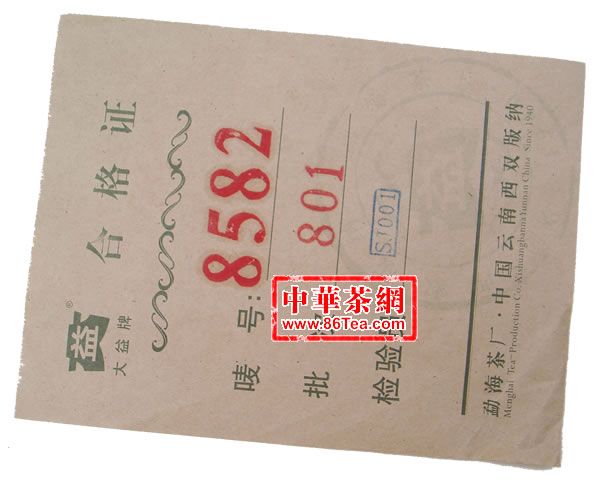 益®
大益牌
合格证
唛号: 8582
批 801
检验 SJ001
勐海茶厂·中国云南西双版纳
Menghai Tea Production Co. Xishuangbanna Yunnan China Since 1940
中華茶網
www.86Tea.com